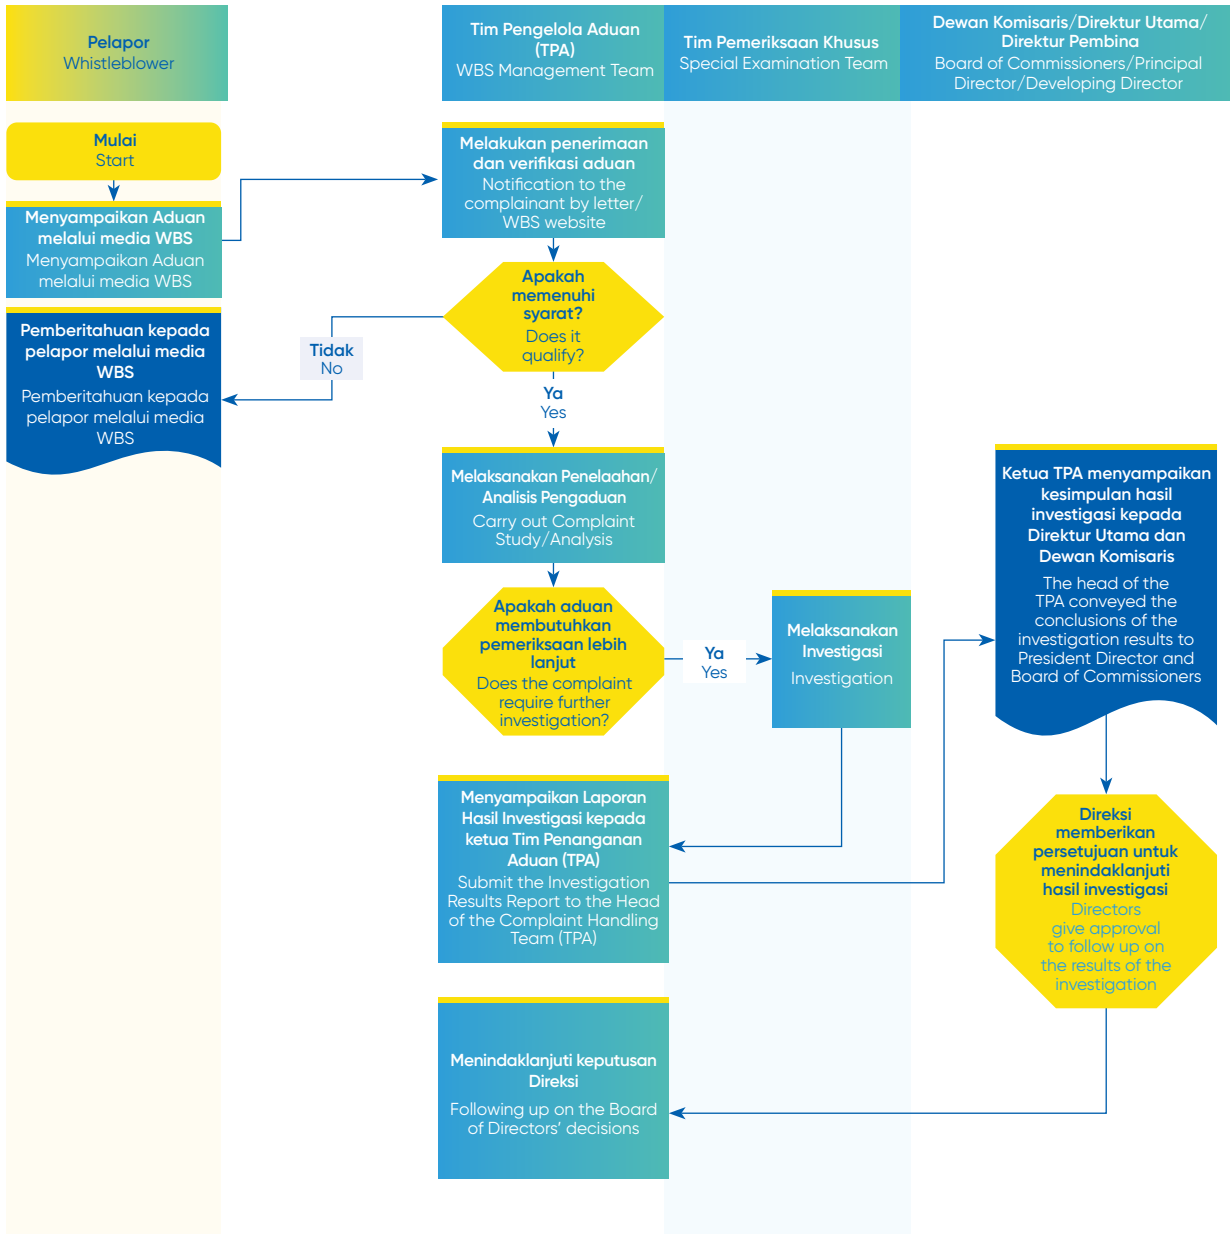 Pelapor
Whistleblower
Tim Pengelola Aduan
(TPA)
WBS Management Team
Tim Pemeriksaan Khusus
Special Examination Team
Dewan Komisaris/Direktur Utama/
Direktur Pembina
Board of Commissioners/Principal
Director/Developing Director
Mulai
Start
Menyampaikan Aduan
melalui media WBS
Menyampaikan Aduan
melalui media WBS
Melakukan penerimaan
dan verifikasi aduan
Notification to the
complainant by letter/
WBS website
Apakah
memenuhi
syarat?
Does it
qualify?
Tidak
No
Pemberitahuan kepada
pelapor melalui media
WBS
Pemberitahuan kepada
pelapor melalui media
WBS
Ya
Yes
Melaksanakan Penelaahan/
Analisis Pengaduan
Carry out Complaint
Study/Analysis
Apakah aduan
membutuhkan
pemeriksaan lebih
lanjut
Does the complaint
require further
investigation?
Ya
Yes
Melaksanakan
Investigasi
Investigation
Menyampaikan Laporan
Hasil Investigasi kepada
ketua Tim Penanganan
Aduan (TPA)
Submit the Investigation
Results Report to the Head
of the Complaint Handling
Team (TPA)
Ketua TPA menyampaikan
kesimpulan hasil
investigasi kepada
Direktur Utama dan
Dewan Komisaris
The head of the
TPA conveyed the
conclusions of the
investigation results to
President Director and
Board of Commissioners
Direksi
memberikan
persetujuan untuk
menindaklanjuti
hasil investigasi
Directors
give approval
to follow up on
the results of the
investigation
Menindaklanjuti keputusan
Direksi
Following up on the Board
of Directors’ decisions